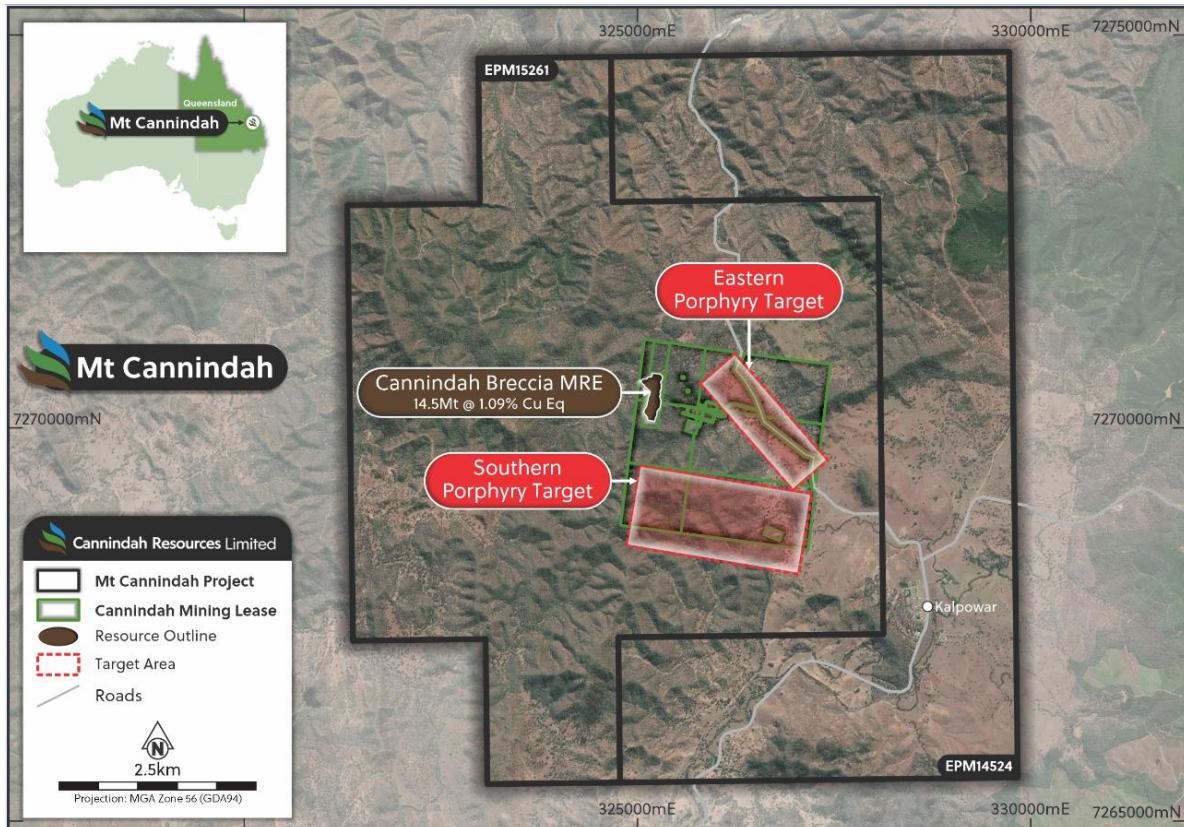 325000mE
330000mE
7275000mN
EPM15261
Queensland
Mt Cannindah
Eastern
Porphyry Target
Mt Cannindah
Cannindah Breccia MRE
14.5Mt @ 1.09% Cu Eq
7270000mN
Southern
Porphyry Target
Cannindah Resources Limited
Mt Cannindah Project
Cannindah Mining Lease
Resource Outline
Target Area
Roads
N
2.5km
Projection: MGA Zone 56 (GDA94)
Kalpowar
EPM14524
325000mE
330000mE
7265000mN